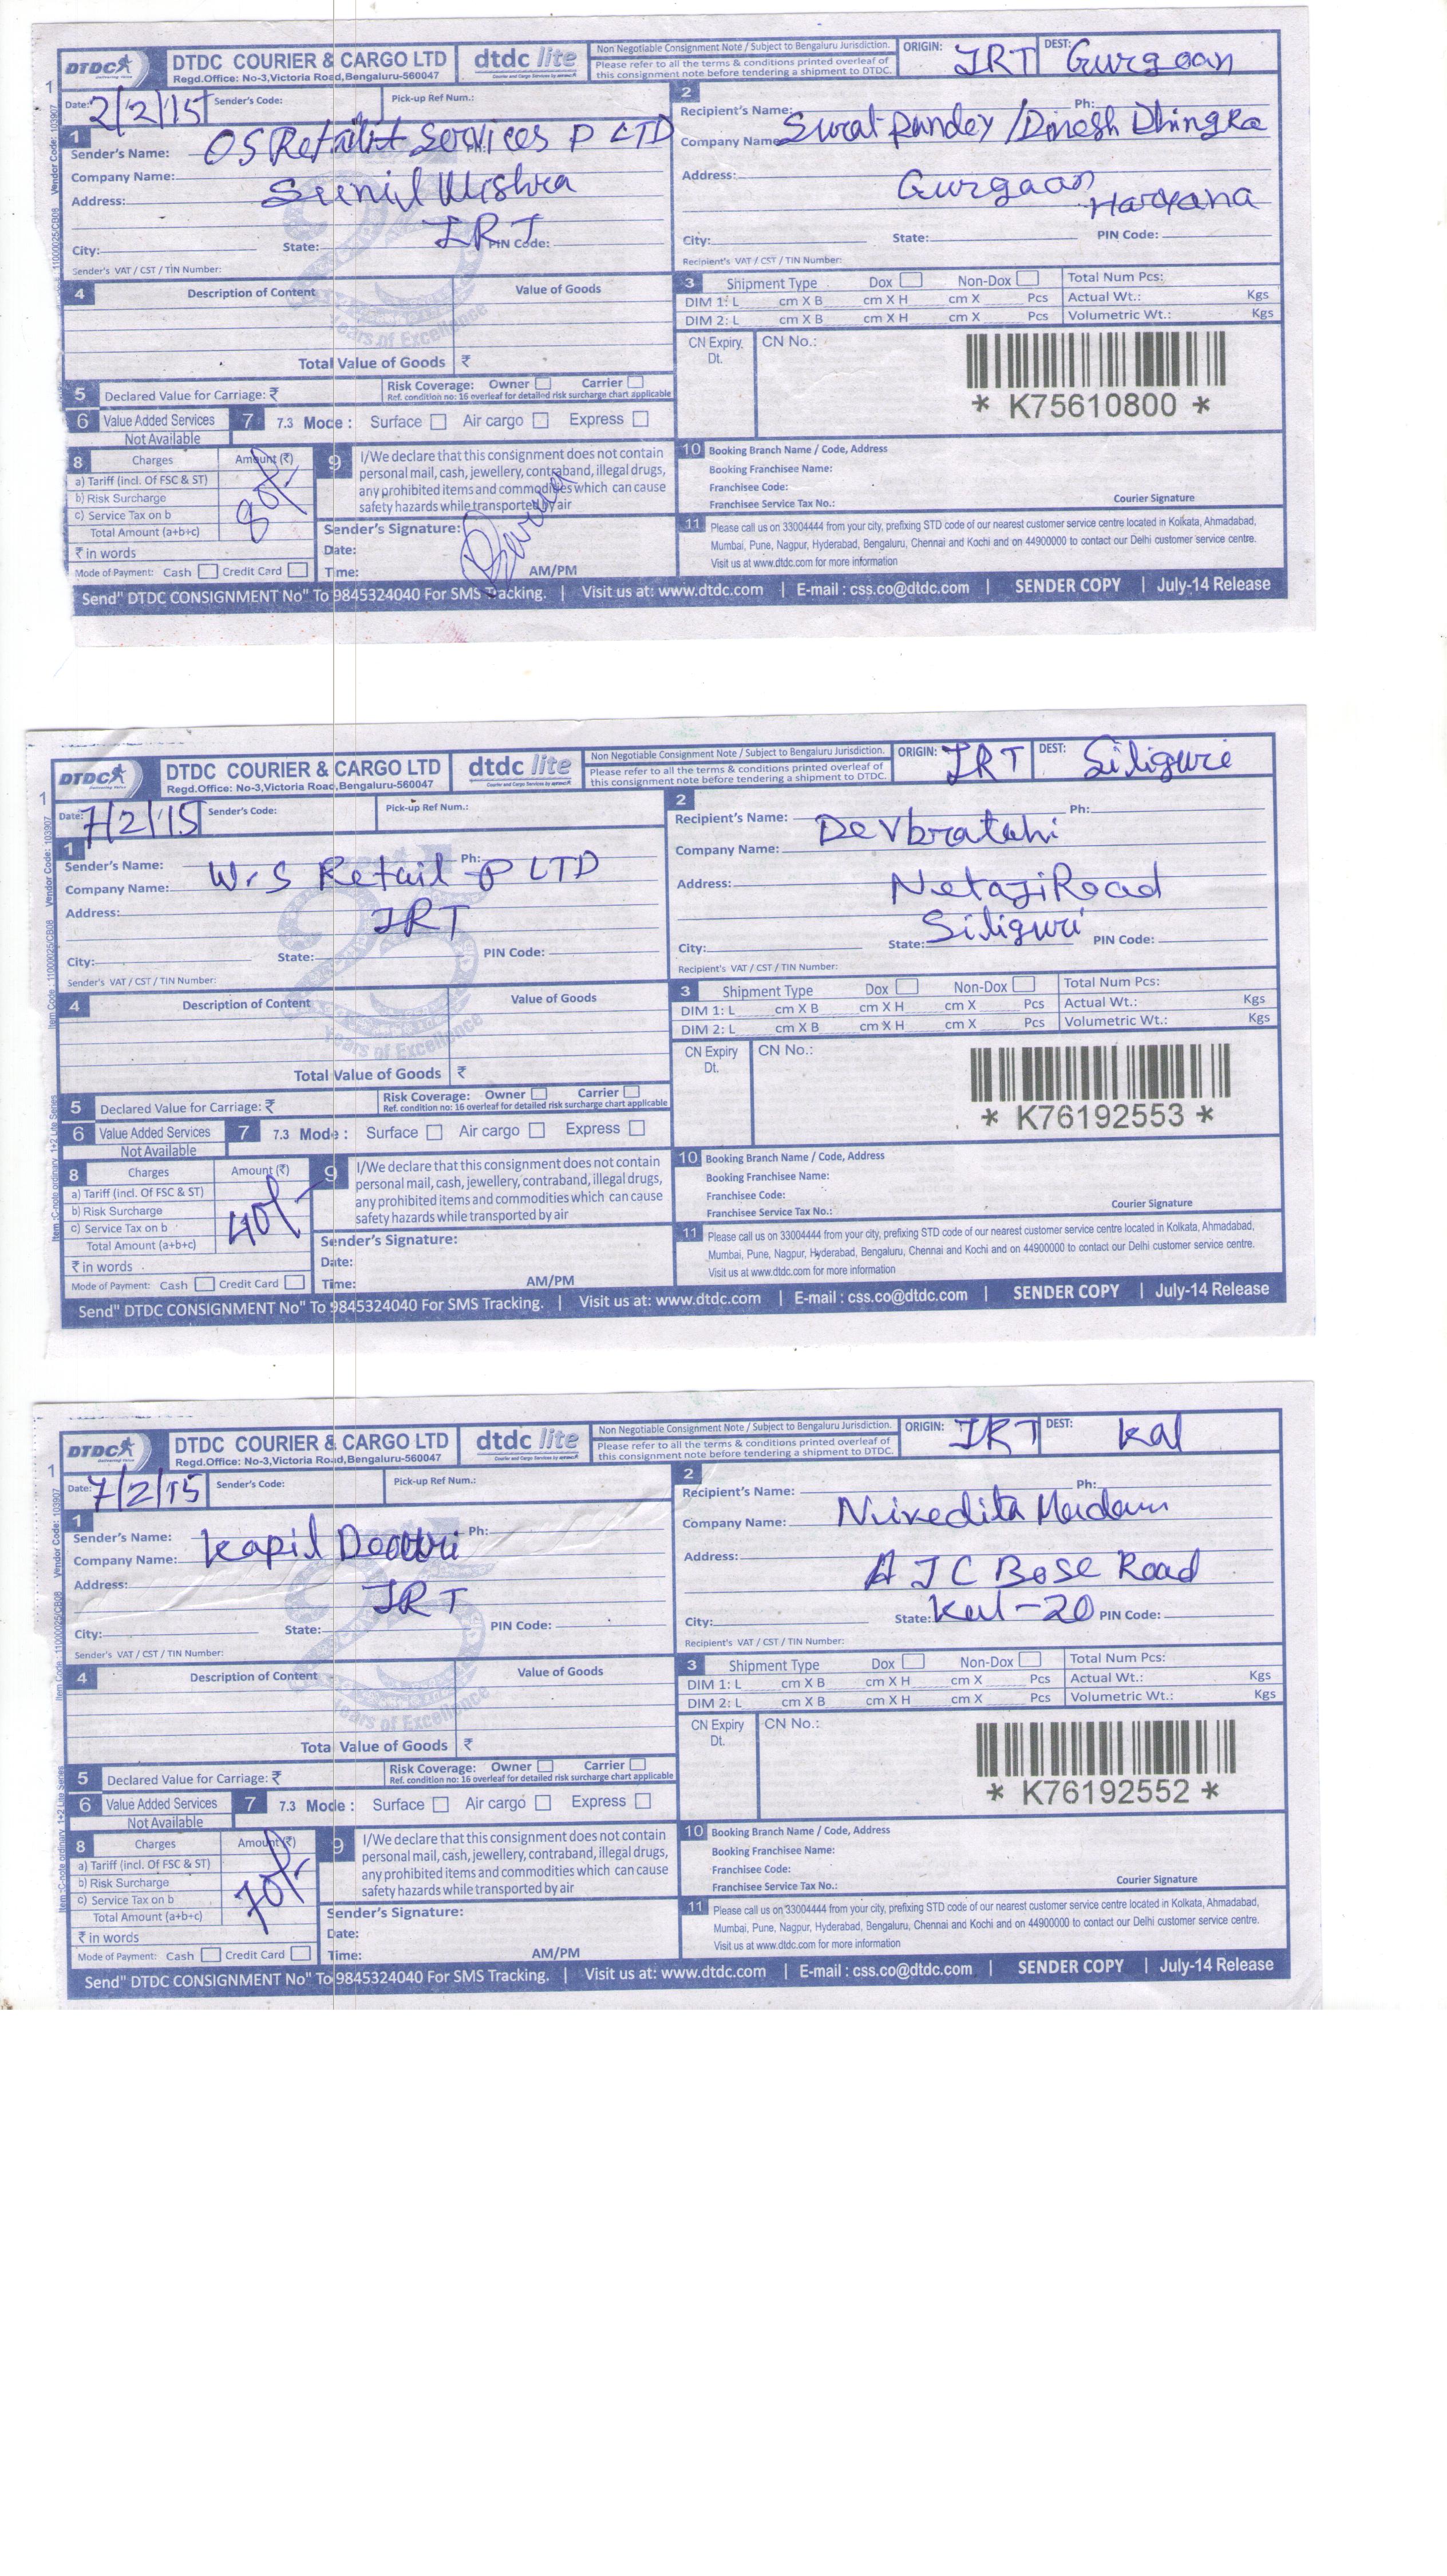 DTDC
DTDC COURIER & CARGO LTD
Regd.Office: No-3,Victoria Road,Bengaluru-560047
dtdc lite
Non Negotiable Consignment Note / Subject to Bengaluru Jurisdiction.
Please refer to all the terms & conditions printed overleaf of
this consignment note before tendering a shipment to DTDC.
ORIGIN: IRT DEST: Gurgaon
Date: 2/2/15 Sender's Code: Pick-up Ref Num.:
1
Sender's Name: OS Retail Services P LTD
Company Name: Sunil Mishra
Address:
IRT
City: State: PIN Code:
Sender's VAT / CST / TIN Number:
2
Recipient's Name: Ph:
Company Name: Surat Pandey / Dinesh Dhingra
Address: Gurgaon
Haryana
City: State: PIN Code:
Recipient's VAT / CST / TIN Number:
3 Shipment Type Dox Non-Dox Total Num Pcs:
DIM 1: L cm X B cm X H cm X Pcs Actual Wt.: Kgs
DIM 2: L cm X B cm X H cm X Pcs Volumetric Wt.: Kgs
4 Description of Content Value of Goods
Years of Excellence
Total Value of Goods ₹
CN Expiry Dt. CN No.:
* K75610800 *
5 Declared Value for Carriage: ₹ Risk Coverage: Owner Carrier
Ref. condition no: 16 overleaf for detailed risk surcharge chart applicable
6 Value Added Services 7 7.3 Mode : Surface Air cargo Express
Not Available
8 Charges Amount (₹)
a) Tariff (incl. Of FSC & ST)
b) Risk Surcharge
c) Service Tax on b
Total Amount (a+b+c)
80/-
₹ in words
Mode of Payment: Cash Credit Card
9 I/We declare that this consignment does not contain
personal mail, cash, jewellery, contraband, illegal drugs,
any prohibited items and commodities which can cause
safety hazards while transported by air
Sender's Signature:
Date:
Time: AM/PM
10 Booking Branch Name / Code, Address
Booking Franchisee Name:
Franchisee Code:
Franchisee Service Tax No.: Courier Signature
11 Please call us on 33004444 from your city, prefixing STD code of our nearest customer service centre located in Kolkata, Ahmadabad,
Mumbai, Pune, Nagpur, Hyderabad, Bengaluru, Chennai and Kochi and on 44900000 to contact our Delhi customer service centre.
Visit us at www.dtdc.com for more information
Send" DTDC CONSIGNMENT No" To 9845324040 For SMS Tracking. | Visit us at: www.dtdc.com | E-mail : css.co@dtdc.com | SENDER COPY | July-14 Release
DTDC
DTDC COURIER & CARGO LTD
Regd.Office: No-3,Victoria Road,Bengaluru-560047
dtdc lite
Non Negotiable Consignment Note / Subject to Bengaluru Jurisdiction.
Please refer to all the terms & conditions printed overleaf of
this consignment note before tendering a shipment to DTDC.
ORIGIN: IRT DEST: Siliguri
Date: 7/2/15 Sender's Code: Pick-up Ref Num.:
1
Sender's Name: Ph:
Company Name: W.S Retail P LTD
Address: IRT
City: State: PIN Code:
Sender's VAT / CST / TIN Number:
2
Recipient's Name: Devbratahi Ph:
Company Name:
Address: Netaji Road
Siliguri
City: State: PIN Code:
Recipient's VAT / CST / TIN Number:
3 Shipment Type Dox Non-Dox Total Num Pcs:
DIM 1: L cm X B cm X H cm X Pcs Actual Wt.: Kgs
DIM 2: L cm X B cm X H cm X Pcs Volumetric Wt.: Kgs
4 Description of Content Value of Goods
Years of Excellence
Total Value of Goods ₹
CN Expiry Dt. CN No.:
* K76192553 *
5 Declared Value for Carriage: ₹ Risk Coverage: Owner Carrier
Ref. condition no: 16 overleaf for detailed risk surcharge chart applicable
6 Value Added Services 7 7.3 Mode : Surface Air cargo Express
Not Available
8 Charges Amount (₹)
a) Tariff (incl. Of FSC & ST)
b) Risk Surcharge
c) Service Tax on b
Total Amount (a+b+c)
40/-
₹ in words
Mode of Payment: Cash Credit Card
9 I/We declare that this consignment does not contain
personal mail, cash, jewellery, contraband, illegal drugs,
any prohibited items and commodities which can cause
safety hazards while transported by air
Sender's Signature:
Date:
Time: AM/PM
10 Booking Branch Name / Code, Address
Booking Franchisee Name:
Franchisee Code:
Franchisee Service Tax No.: Courier Signature
11 Please call us on 33004444 from your city, prefixing STD code of our nearest customer service centre located in Kolkata, Ahmadabad,
Mumbai, Pune, Nagpur, Hyderabad, Bengaluru, Chennai and Kochi and on 44900000 to contact our Delhi customer service centre.
Visit us at www.dtdc.com for more information
Send" DTDC CONSIGNMENT No" To 9845324040 For SMS Tracking. | Visit us at: www.dtdc.com | E-mail : css.co@dtdc.com | SENDER COPY | July-14 Release
DTDC
DTDC COURIER & CARGO LTD
Regd.Office: No-3,Victoria Road,Bengaluru-560047
dtdc lite
Non Negotiable Consignment Note / Subject to Bengaluru Jurisdiction.
Please refer to all the terms & conditions printed overleaf of
this consignment note before tendering a shipment to DTDC.
ORIGIN: IRT DEST: kal
Date: 7/2/15 Sender's Code: Pick-up Ref Num.:
1
Sender's Name: Ph:
Company Name: Kapil
Address: IRT
City: State: PIN Code:
Sender's VAT / CST / TIN Number:
2
Recipient's Name: Ph:
Company Name: Nivedita Madam
Address: A J C Bose Road
City: State: Kal-20 PIN Code:
Recipient's VAT / CST / TIN Number:
3 Shipment Type Dox Non-Dox Total Num Pcs:
DIM 1: L cm X B cm X H cm X Pcs Actual Wt.: Kgs
DIM 2: L cm X B cm X H cm X Pcs Volumetric Wt.: Kgs
4 Description of Content Value of Goods
Years of Excellence
Total Value of Goods ₹
CN Expiry Dt. CN No.:
* K76192552 *
5 Declared Value for Carriage: ₹ Risk Coverage: Owner Carrier
Ref. condition no: 16 overleaf for detailed risk surcharge chart applicable
6 Value Added Services 7 7.3 Mode : Surface Air cargo Express
Not Available
8 Charges Amount (₹)
a) Tariff (incl. Of FSC & ST)
b) Risk Surcharge
c) Service Tax on b
Total Amount (a+b+c)
70/-
₹ in words
Mode of Payment: Cash Credit Card
9 I/We declare that this consignment does not contain
personal mail, cash, jewellery, contraband, illegal drugs,
any prohibited items and commodities which can cause
safety hazards while transported by air
Sender's Signature:
Date:
Time: AM/PM
10 Booking Branch Name / Code, Address
Booking Franchisee Name:
Franchisee Code:
Franchisee Service Tax No.: Courier Signature
11 Please call us on 33004444 from your city, prefixing STD code of our nearest customer service centre located in Kolkata, Ahmadabad,
Mumbai, Pune, Nagpur, Hyderabad, Bengaluru, Chennai and Kochi and on 44900000 to contact our Delhi customer service centre.
Visit us at www.dtdc.com for more information
Send" DTDC CONSIGNMENT No" To 9845324040 For SMS Tracking. | Visit us at: www.dtdc.com | E-mail : css.co@dtdc.com | SENDER COPY | July-14 Release